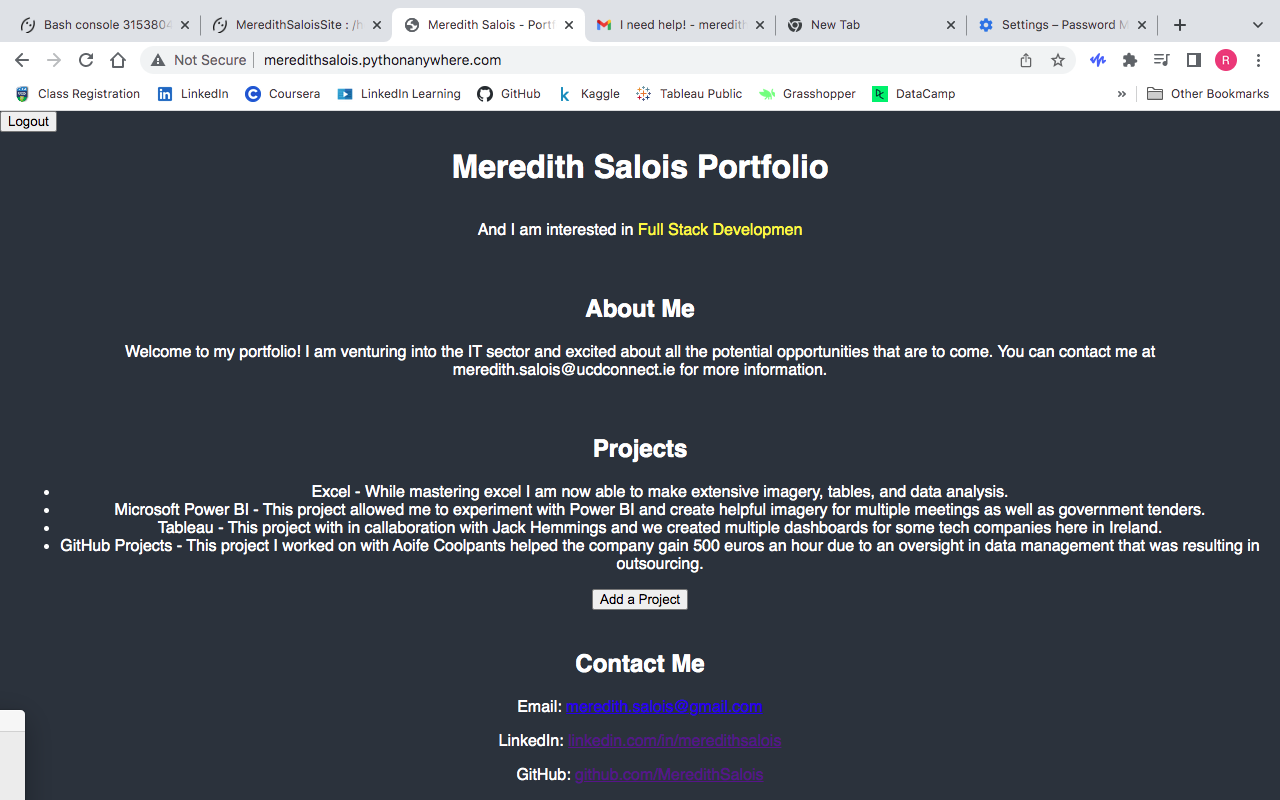 Bash console 3153804
MeredithSaloisSite : /h
Meredith Salois - Portf
I need help! - meredith
New Tab
Settings – Password M
Not Secure
meredithsalois.pythonanywhere.com
R
Class Registration
LinkedIn
Coursera
LinkedIn Learning
GitHub
Kaggle
Tableau Public
Grasshopper
DataCamp
»
Other Bookmarks
Logout
Meredith Salois Portfolio
And I am interested in Full Stack Developmen
About Me
Welcome to my portfolio! I am venturing into the IT sector and excited about all the potential opportunities that are to come. You can contact me at
meredith.salois@ucdconnect.ie for more information.
Projects
• Excel - While mastering excel I am now able to make extensive imagery, tables, and data analysis.
• Microsoft Power BI - This project allowed me to experiment with Power BI and create helpful imagery for multiple meetings as well as government tenders.
• Tableau - This project with in callaboration with Jack Hemmings and we created multiple dashboards for some tech companies here in Ireland.
• GitHub Projects - This project I worked on with Aoife Coolpants helped the company gain 500 euros an hour due to an oversight in data management that was resulting in
outsourcing.
Add a Project
Contact Me
Email: meredith.salois@gmail.com
LinkedIn: linkedin.com/in/meredithsalois
GitHub: github.com/MeredithSalois